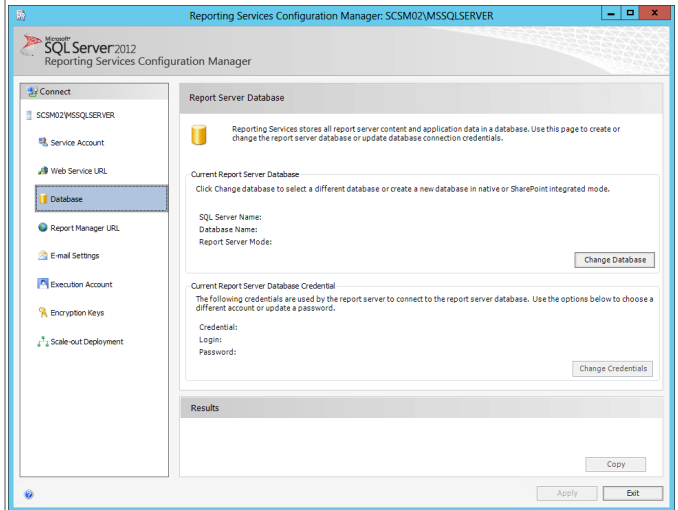 Reporting Services Configuration Manager: SCSM02\MSSQLSERVER
Microsoft
SQL Server 2012
Reporting Services Configuration Manager
Connect
SCSM02\MSSQLSERVER
Service Account
Web Service URL
Database
Report Manager URL
E-mail Settings
Execution Account
Encryption Keys
Scale-out Deployment
Report Server Database
Reporting Services stores all report server content and application data in a database. Use this page to create or
change the report server database or update database connection credentials.
Current Report Server Database
Click Change database to select a different database or create a new database in native or SharePoint integrated mode.
SQL Server Name:
Database Name:
Report Server Mode:
Change Database
Current Report Server Database Credential
The following credentials are used by the report server to connect to the report server database.  Use the options below to choose a
different account or update a password.
Credential:
Login:
Password:
Change Credentials
Results
Copy
Apply
Exit